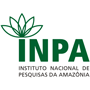 INPA
INSTITUTO NACIONAL DE
PESQUISAS DA AMAZÔNIA